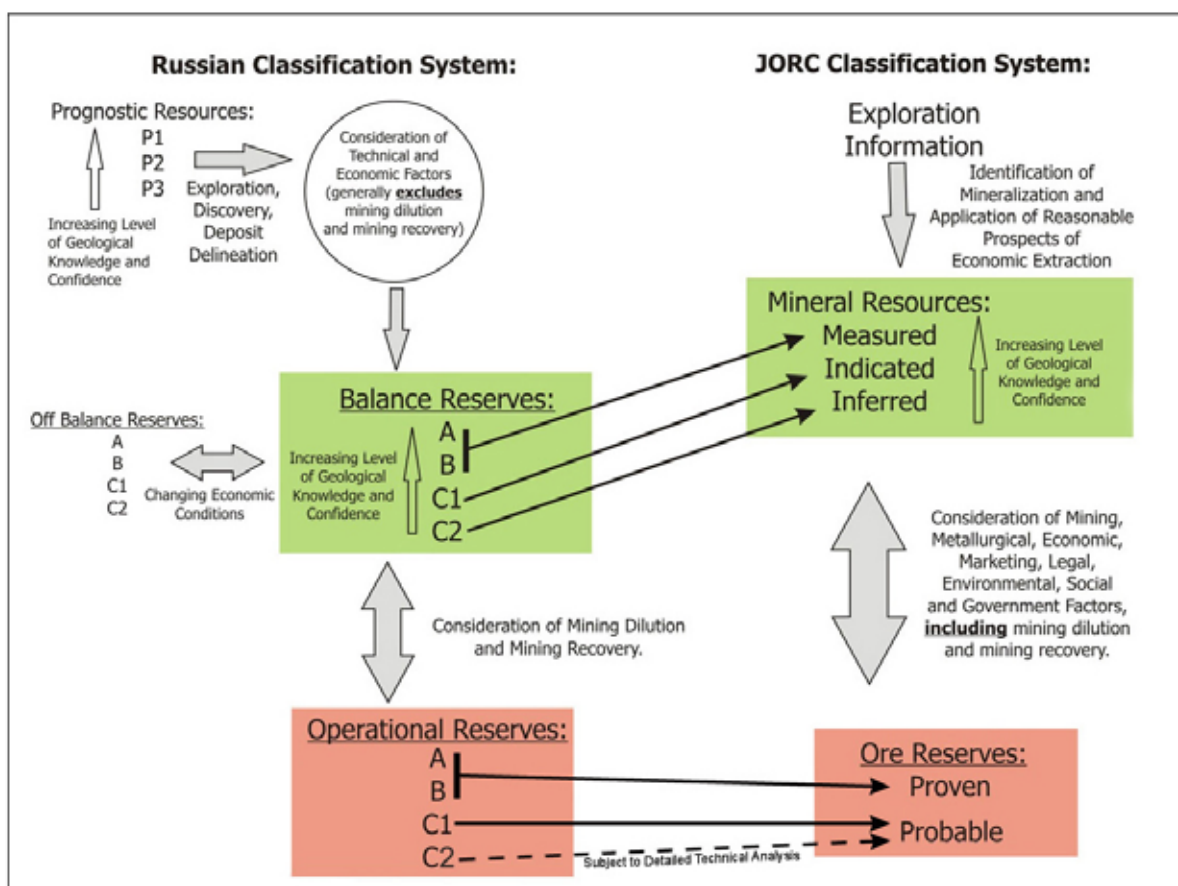 Russian Classification System:
Prognostic Resources:
P1
P2
P3
Increasing Level
of Geological
Knowledge and
Confidence
Exploration,
Discovery,
Deposit
Delineation
Consideration of
Technical and
Economic Factors
(generally excludes
mining dilution
and mining recovery)
Off Balance Reserves:
A
B
C1
C2
Changing Economic
Conditions
Balance Reserves:
A
B
C1
C2
Increasing Level
of Geological
Knowledge and
Confidence
Consideration of Mining Dilution
and Mining Recovery.
Operational Reserves:
A
B
C1
C2
Subject to Detailed Technical Analysis
JORC Classification System:
Exploration
Information
Identification of
Mineralization and
Application of Reasonable
Prospects of
Economic Extraction
Mineral Resources:
Measured
Indicated
Inferred
Increasing Level
of Geological
Knowledge and
Confidence
Consideration of Mining,
Metallurgical, Economic,
Marketing, Legal,
Environmental, Social
and Government Factors,
including mining dilution
and mining recovery.
Ore Reserves:
Proven
Probable